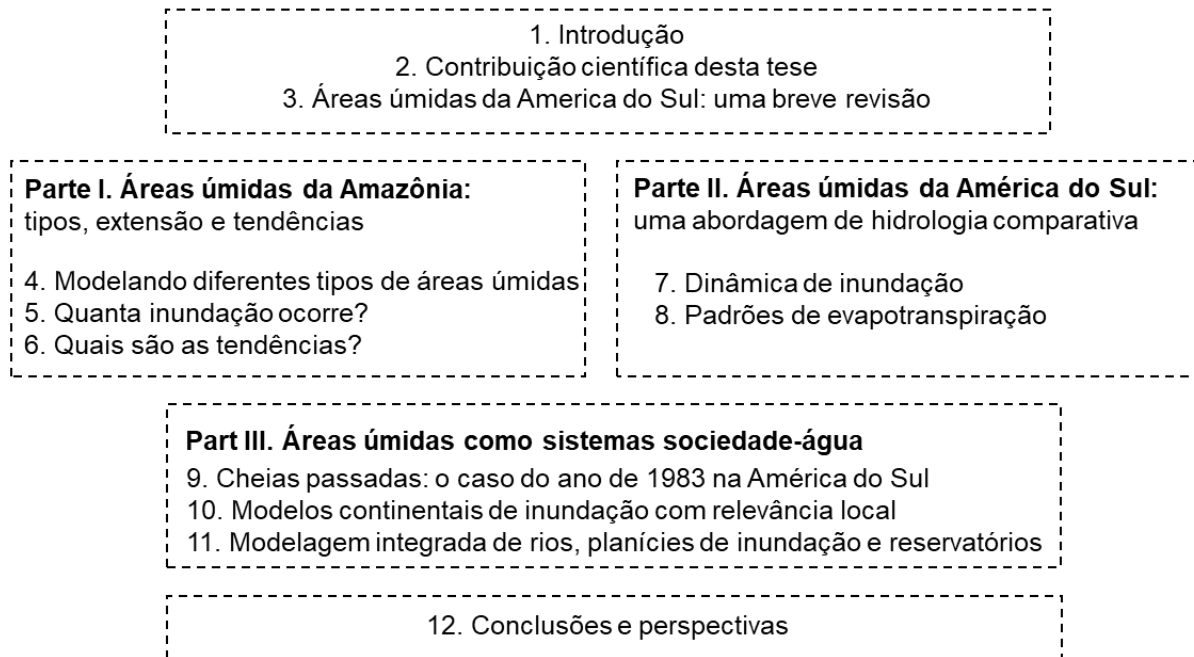 1. Introdução
2. Contribuição científica desta tese
3. Áreas úmidas da America do Sul: uma breve revisão
Parte I. Áreas úmidas da Amazônia:
tipos, extensão e tendências
4. Modelando diferentes tipos de áreas úmidas
5. Quanta inundação ocorre?
6. Quais são as tendências?
Parte II. Áreas úmidas da América do Sul:
uma abordagem de hidrologia comparativa
7. Dinâmica de inundação
8. Padrões de evapotranspiração
Part III. Áreas úmidas como sistemas sociedade-água
9. Cheias passadas: o caso do ano de 1983 na América do Sul
10. Modelos continentais de inundação com relevância local
11. Modelagem integrada de rios, planícies de inundação e reservatórios
12. Conclusões e perspectivas